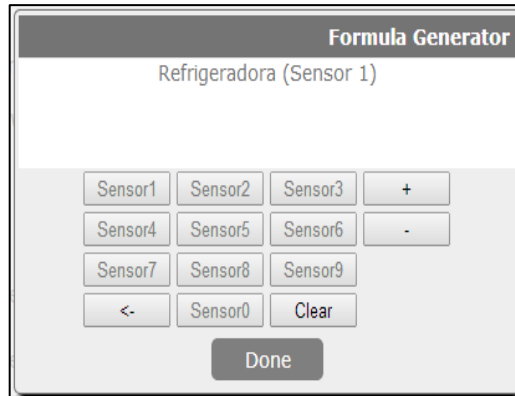 Formula Generator
Refrigeradora (Sensor 1)
Sensor1 Sensor2 Sensor3 +
Sensor4 Sensor5 Sensor6 -
Sensor7 Sensor8 Sensor9
<- Sensor0 Clear
Done